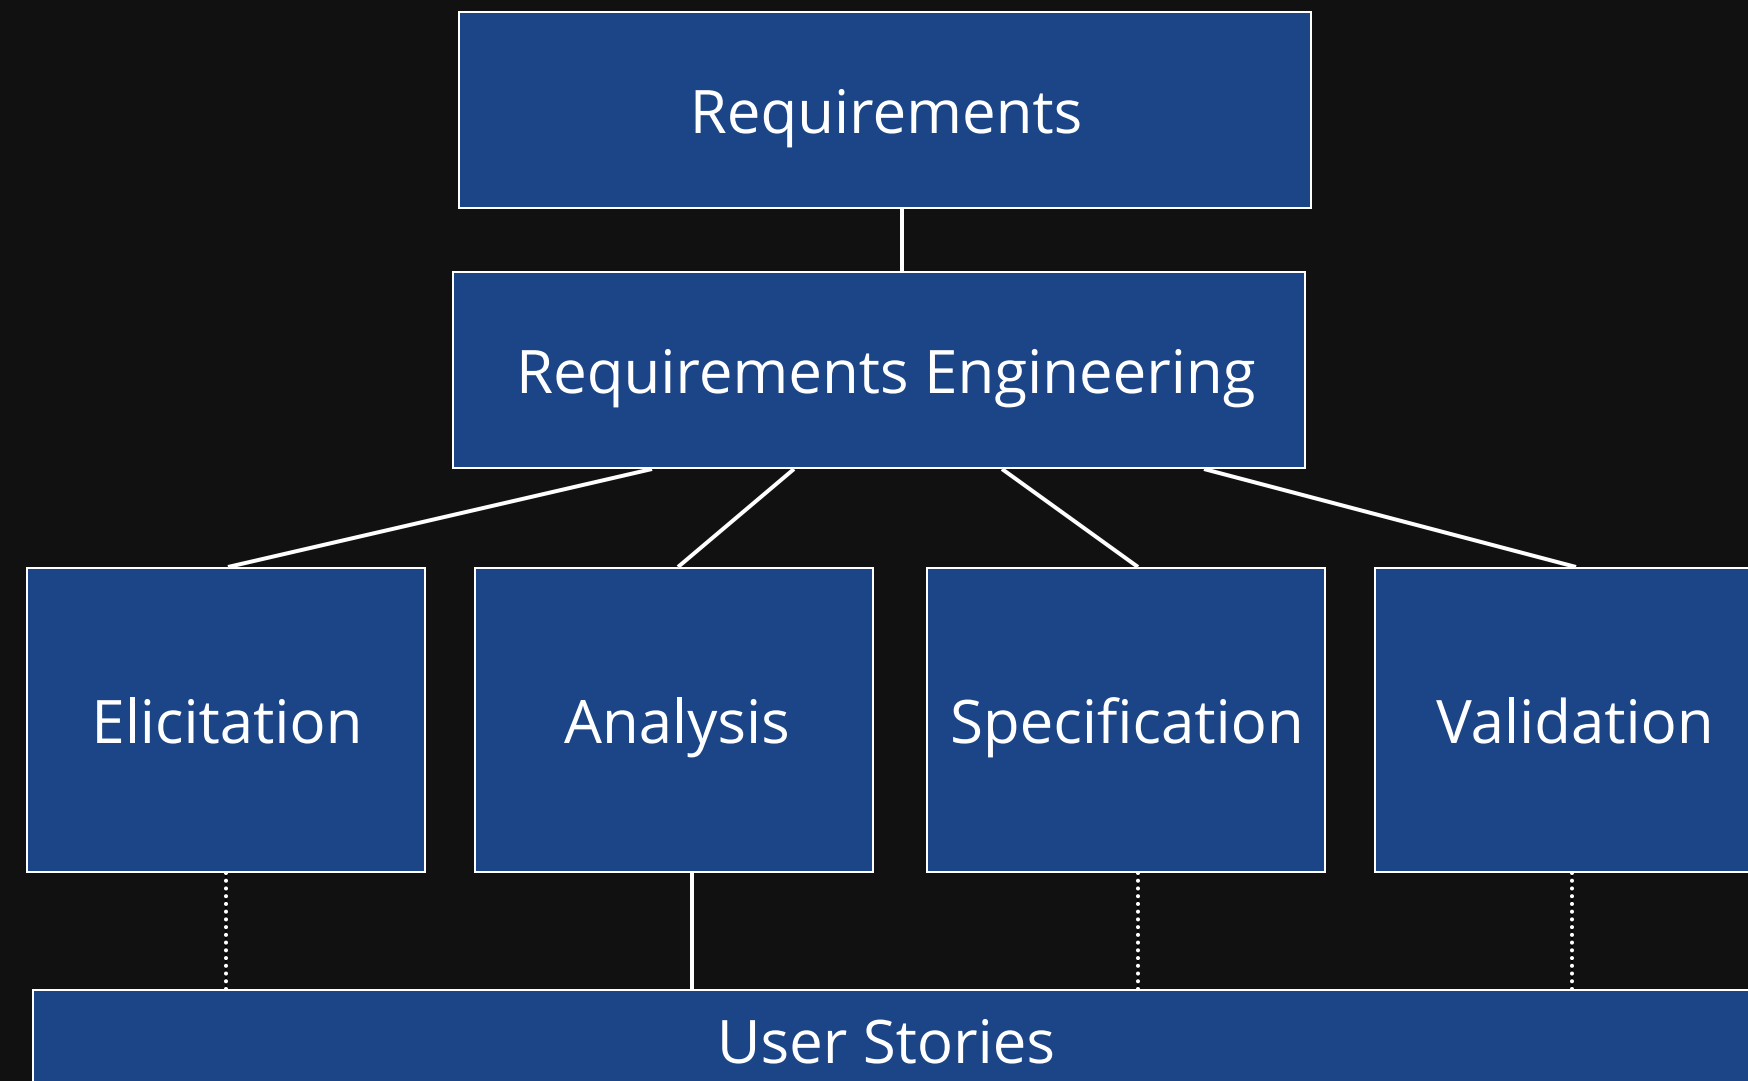 Requirements
Requirements Engineering
Elicitation
Analysis
Specification
Validation
User Stories